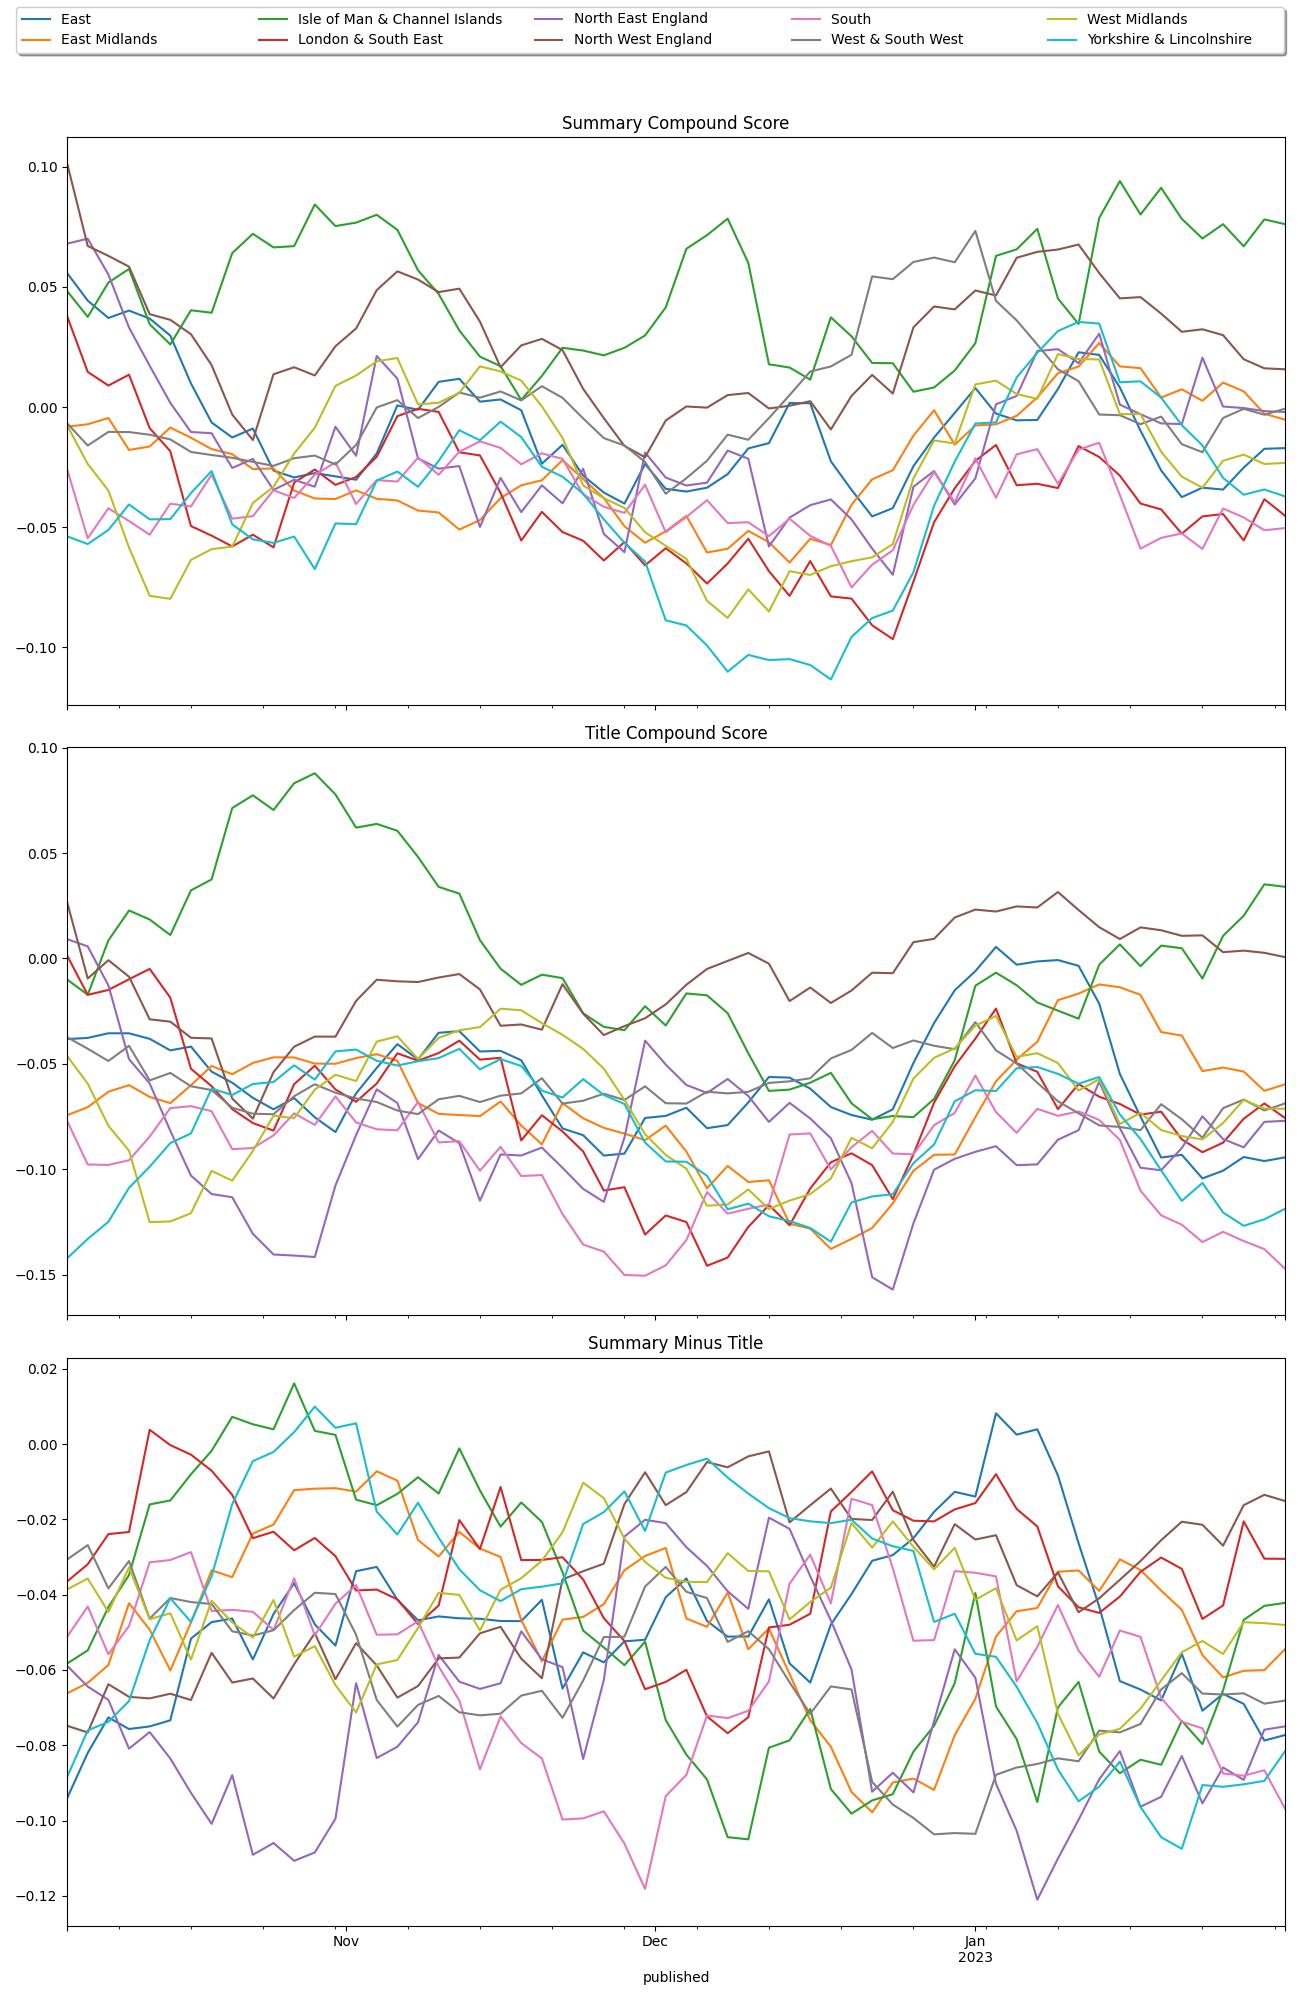 East Isle of Man & Channel Islands North East England South West Midlands
East Midlands London & South East North West England West & South West Yorkshire & Lincolnshire
Summary Compound Score
0.10
0.05
0.00
−0.05
−0.10
Title Compound Score
0.10
0.05
0.00
−0.05
−0.10
−0.15
Summary Minus Title
0.02
0.00
−0.02
−0.04
−0.06
−0.08
−0.10
−0.12
Nov Dec Jan
2023
published